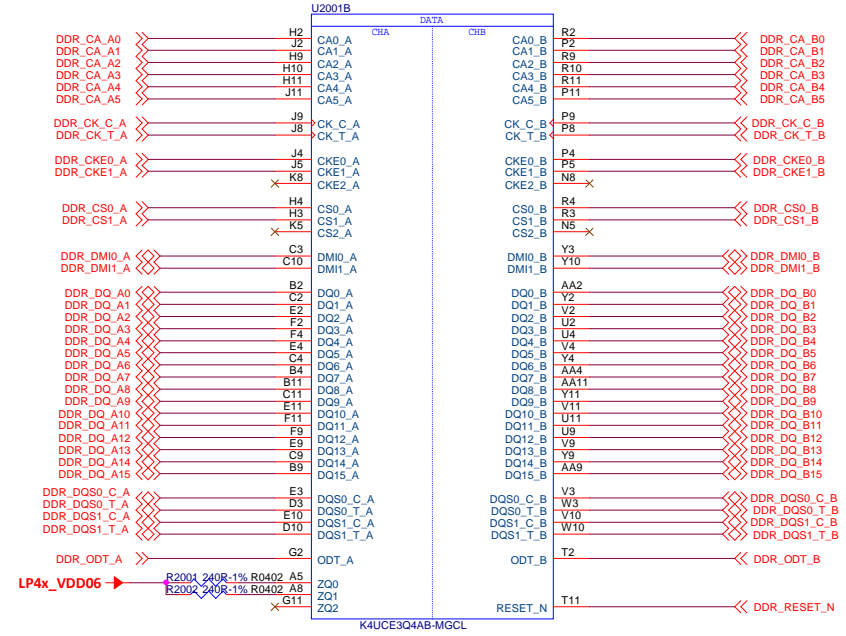 U2001B
DATA
CHA CHB
DDR_CA_A0 H2 CA0_A CA0_B R2 DDR_CA_B0
DDR_CA_A1 J2 CA1_A CA1_B P2 DDR_CA_B1
DDR_CA_A2 H9 CA2_A CA2_B R9 DDR_CA_B2
DDR_CA_A3 H10 CA3_A CA3_B R10 DDR_CA_B3
DDR_CA_A4 H11 CA4_A CA4_B R11 DDR_CA_B4
DDR_CA_A5 J11 CA5_A CA5_B P11 DDR_CA_B5
DDR_CK_C_A J9 CK_C_A CK_C_B P9 DDR_CK_C_B
DDR_CK_T_A J8 CK_T_A CK_T_B P8 DDR_CK_T_B
DDR_CKE0_A J4 CKE0_A CKE0_B P4 DDR_CKE0_B
DDR_CKE1_A J5 CKE1_A CKE1_B P5 DDR_CKE1_B
K8 CKE2_A CKE2_B N8
DDR_CS0_A H4 CS0_A CS0_B R4 DDR_CS0_B
DDR_CS1_A H3 CS1_A CS1_B R3 DDR_CS1_B
K5 CS2_A CS2_B N5
DDR_DMI0_A C3 DMI0_A DMI0_B Y3 DDR_DMI0_B
DDR_DMI1_A C10 DMI1_A DMI1_B Y10 DDR_DMI1_B
DDR_DQ_A0 B2 DQ0_A DQ0_B AA2 DDR_DQ_B0
DDR_DQ_A1 C2 DQ1_A DQ1_B Y2 DDR_DQ_B1
DDR_DQ_A2 E2 DQ2_A DQ2_B V2 DDR_DQ_B2
DDR_DQ_A3 F2 DQ3_A DQ3_B U2 DDR_DQ_B3
DDR_DQ_A4 F4 DQ4_A DQ4_B U4 DDR_DQ_B4
DDR_DQ_A5 E4 DQ5_A DQ5_B V4 DDR_DQ_B5
DDR_DQ_A6 C4 DQ6_A DQ6_B Y4 DDR_DQ_B6
DDR_DQ_A7 B4 DQ7_A DQ7_B AA4 DDR_DQ_B7
DDR_DQ_A8 B11 DQ8_A DQ8_B AA11 DDR_DQ_B8
DDR_DQ_A9 C11 DQ9_A DQ9_B Y11 DDR_DQ_B9
DDR_DQ_A10 E11 DQ10_A DQ10_B V11 DDR_DQ_B10
DDR_DQ_A11 F11 DQ11_A DQ11_B U11 DDR_DQ_B11
DDR_DQ_A12 F9 DQ12_A DQ12_B U9 DDR_DQ_B12
DDR_DQ_A13 E9 DQ13_A DQ13_B V9 DDR_DQ_B13
DDR_DQ_A14 C9 DQ14_A DQ14_B Y9 DDR_DQ_B14
DDR_DQ_A15 B9 DQ15_A DQ15_B AA9 DDR_DQ_B15
DDR_DQS0_C_A E3 DQS0_C_A DQS0_C_B V3 DDR_DQS0_C_B
DDR_DQS0_T_A D3 DQS0_T_A DQS0_T_B W3 DDR_DQS0_T_B
DDR_DQS1_C_A E10 DQS1_C_A DQS1_C_B V10 DDR_DQS1_C_B
DDR_DQS1_T_A D10 DQS1_T_A DQS1_T_B W10 DDR_DQS1_T_B
DDR_ODT_A G2 ODT_A ODT_B T2 DDR_ODT_B
LP4x_VDD06 R2001 240R-1% R0402 A5 ZQ0
R2002 240R-1% R0402 A8 ZQ1
G11 ZQ2 RESET_N T11 DDR_RESET_N
K4UCE3Q4AB-MGCL